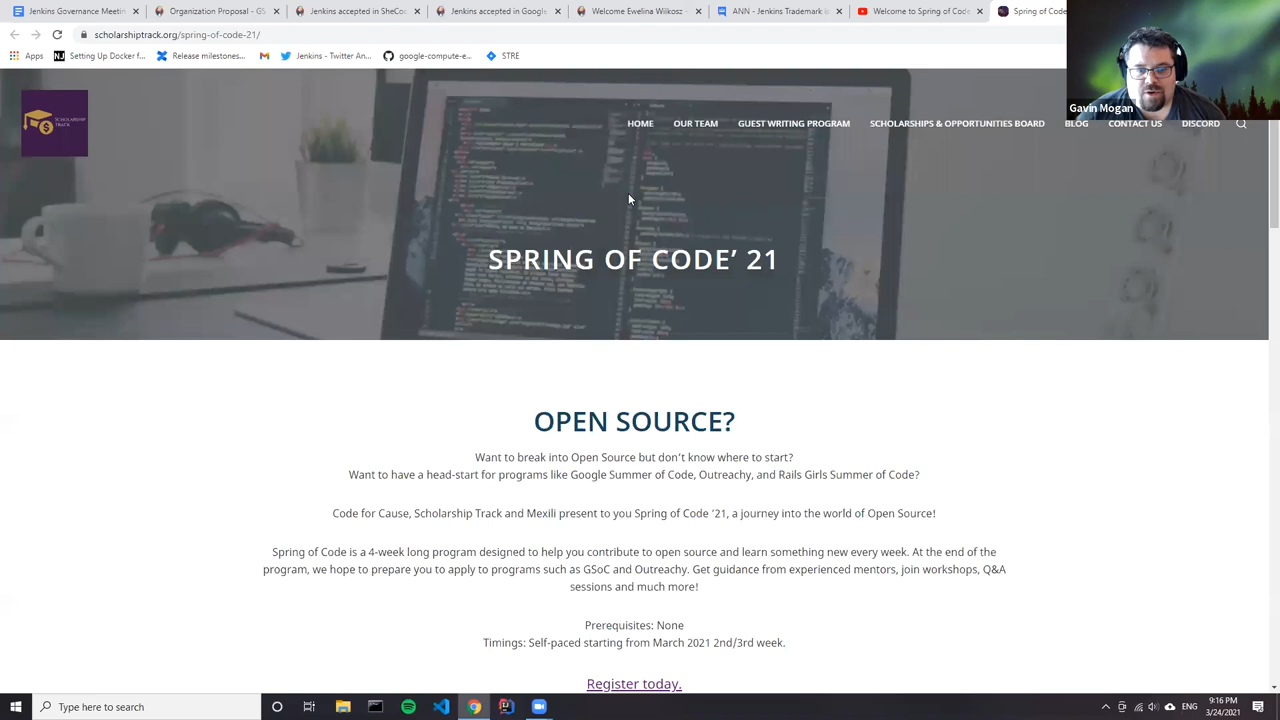 Jenkins Governance Meetin
Organization Proposal - GS
Jenkins accepted in SheCo
Jenkins accepted in Google
Welcome Ewelina Wilkosz
ANN - Jenkins Trademark
Welcome to Spring of Code
Spring of Code
scholarshiptrack.org/spring-of-code-21/
Apps
Setting Up Docker f...
Release milestones...
Jenkins - Twitter An...
google-compute-e...
STRE
Gavin Mogan
SCHOLARSHIP
TRACK
HOME
OUR TEAM
GUEST WRITING PROGRAM
SCHOLARSHIPS & OPPORTUNITIES BOARD
BLOG
CONTACT US
DISCORD
SPRING OF CODE’ 21
OPEN SOURCE?
Want to break into Open Source but don’t know where to start?
Want to have a head-start for programs like Google Summer of Code, Outreachy, and Rails Girls Summer of Code?
Code for Cause, Scholarship Track and Mexili present to you Spring of Code ’21, a journey into the world of Open Source!
Spring of Code is a 4-week long program designed to help you contribute to open source and learn something new every week. At the end of the
program, we hope to prepare you to apply to programs such as GSoC and Outreachy. Get guidance from experienced mentors, join workshops, Q&A
sessions and much more!
Prerequisites: None
Timings: Self-paced starting from March 2021 2nd/3rd week.
Register today.
Type here to search
ENG
9:16 PM
3/24/2021